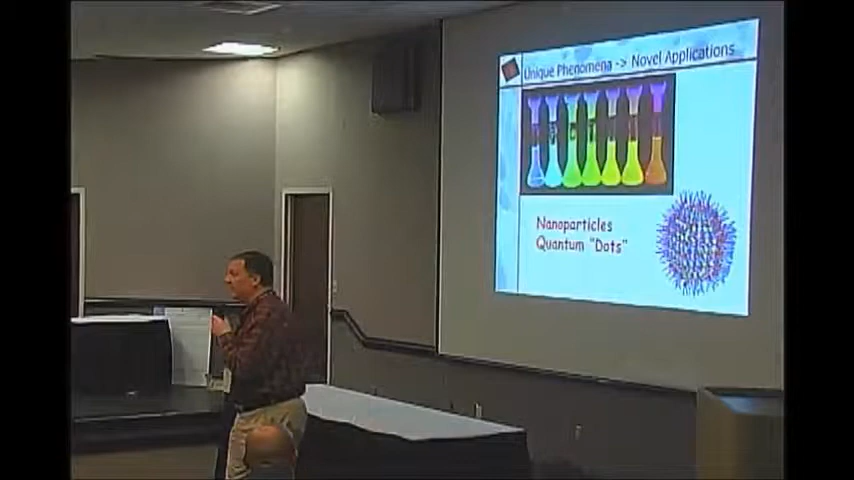 Unique Phenomena -> Novel Applications
Nanoparticles
Quantum "Dots"